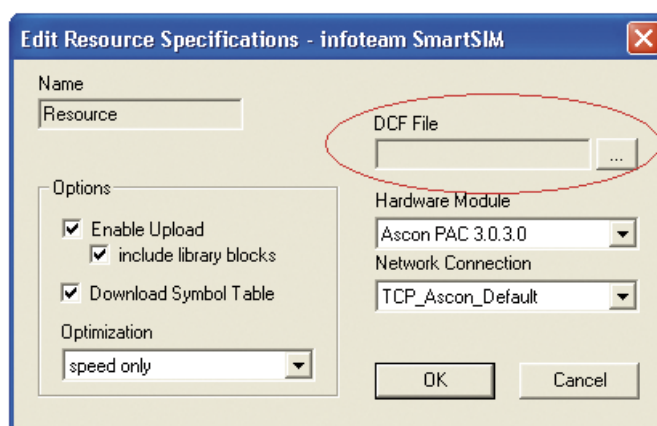 Edit Resource Specifications - infoteam SmartSIM
Name
Resource
DCF File
...
Options
Enable Upload
include library blocks
Download Symbol Table
Optimization
speed only
Hardware Module
Ascon PAC 3.0.3.0
Network Connection
TCP_Ascon_Default
OK
Cancel